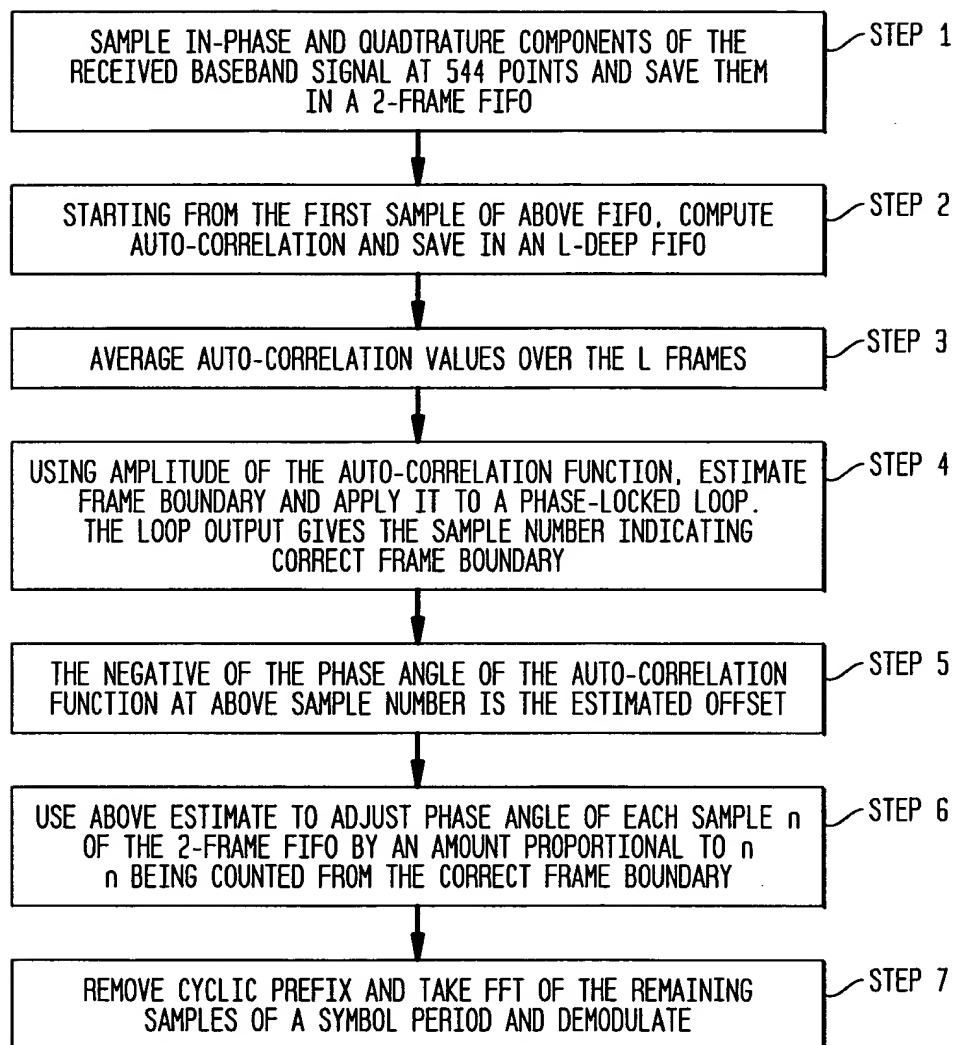 SAMPLE IN-PHASE AND QUADTRATURE COMPONENTS OF THE
RECEIVED BASEBAND SIGNAL AT 544 POINTS AND SAVE THEM
IN A 2-FRAME FIFO
STEP 1
STARTING FROM THE FIRST SAMPLE OF ABOVE FIFO, COMPUTE
AUTO-CORRELATION AND SAVE IN AN L-DEEP FIFO
STEP 2
AVERAGE AUTO-CORRELATION VALUES OVER THE L FRAMES
STEP 3
USING AMPLITUDE OF THE AUTO-CORRELATION FUNCTION, ESTIMATE
FRAME BOUNDARY AND APPLY IT TO A PHASE-LOCKED LOOP.
THE LOOP OUTPUT GIVES THE SAMPLE NUMBER INDICATING
CORRECT FRAME BOUNDARY
STEP 4
THE NEGATIVE OF THE PHASE ANGLE OF THE AUTO-CORRELATION
FUNCTION AT ABOVE SAMPLE NUMBER IS THE ESTIMATED OFFSET
STEP 5
USE ABOVE ESTIMATE TO ADJUST PHASE ANGLE OF EACH SAMPLE n
OF THE 2-FRAME FIFO BY AN AMOUNT PROPORTIONAL TO n
n BEING COUNTED FROM THE CORRECT FRAME BOUNDARY
STEP 6
REMOVE CYCLIC PREFIX AND TAKE FFT OF THE REMAINING
SAMPLES OF A SYMBOL PERIOD AND DEMODULATE
STEP 7